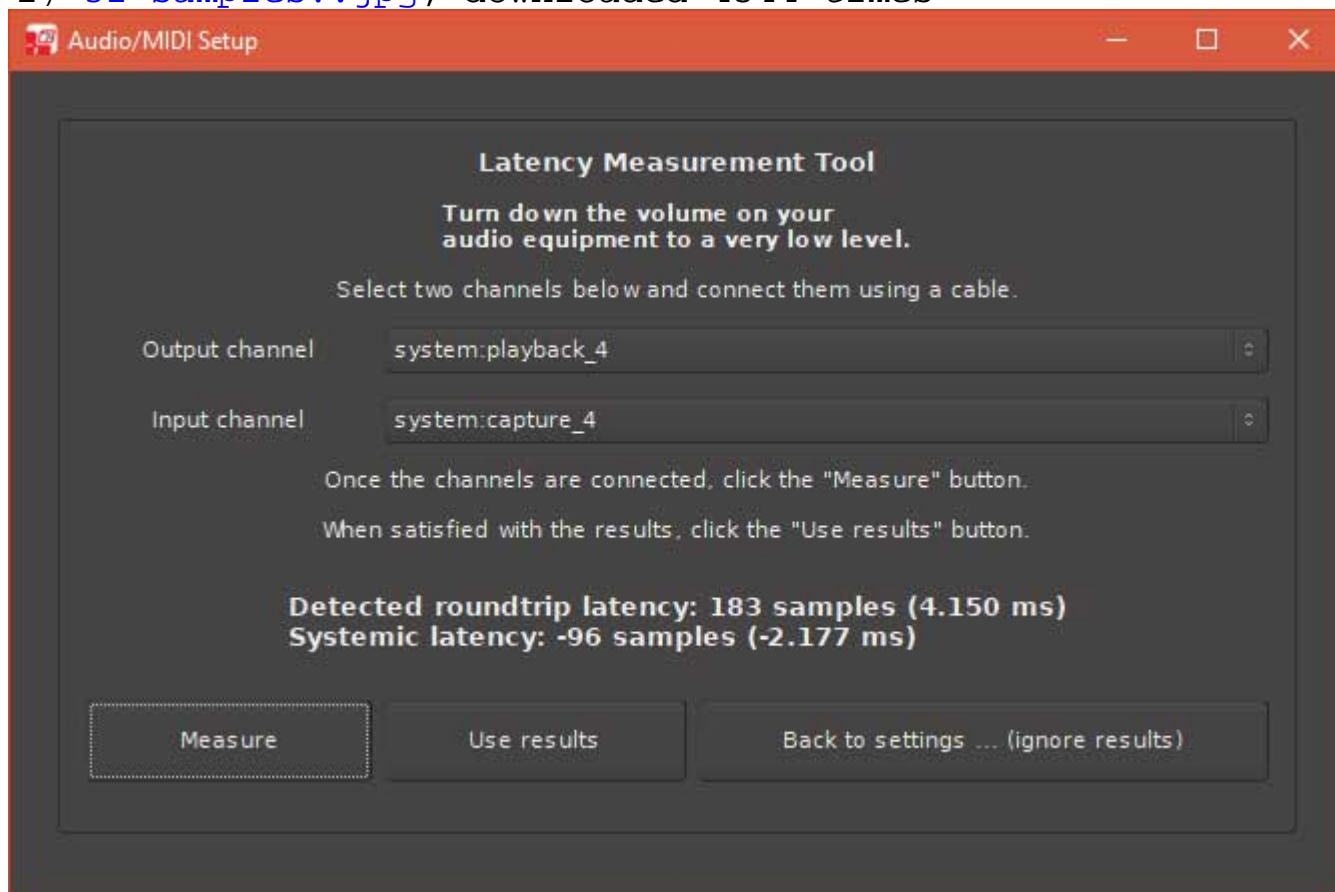 Audio/MIDI Setup
Latency Measurement Tool
Turn down the volume on your
audio equipment to a very low level.
Select two channels below and connect them using a cable.
Output channel system:playback_4
Input channel system:capture_4
Once the channels are connected, click the "Measure" button.
When satisfied with the results, click the "Use results" button.
Detected roundtrip latency: 183 samples (4.150 ms)
Systemic latency: -96 samples (-2.177 ms)
Measure Use results Back to settings ... (ignore results)